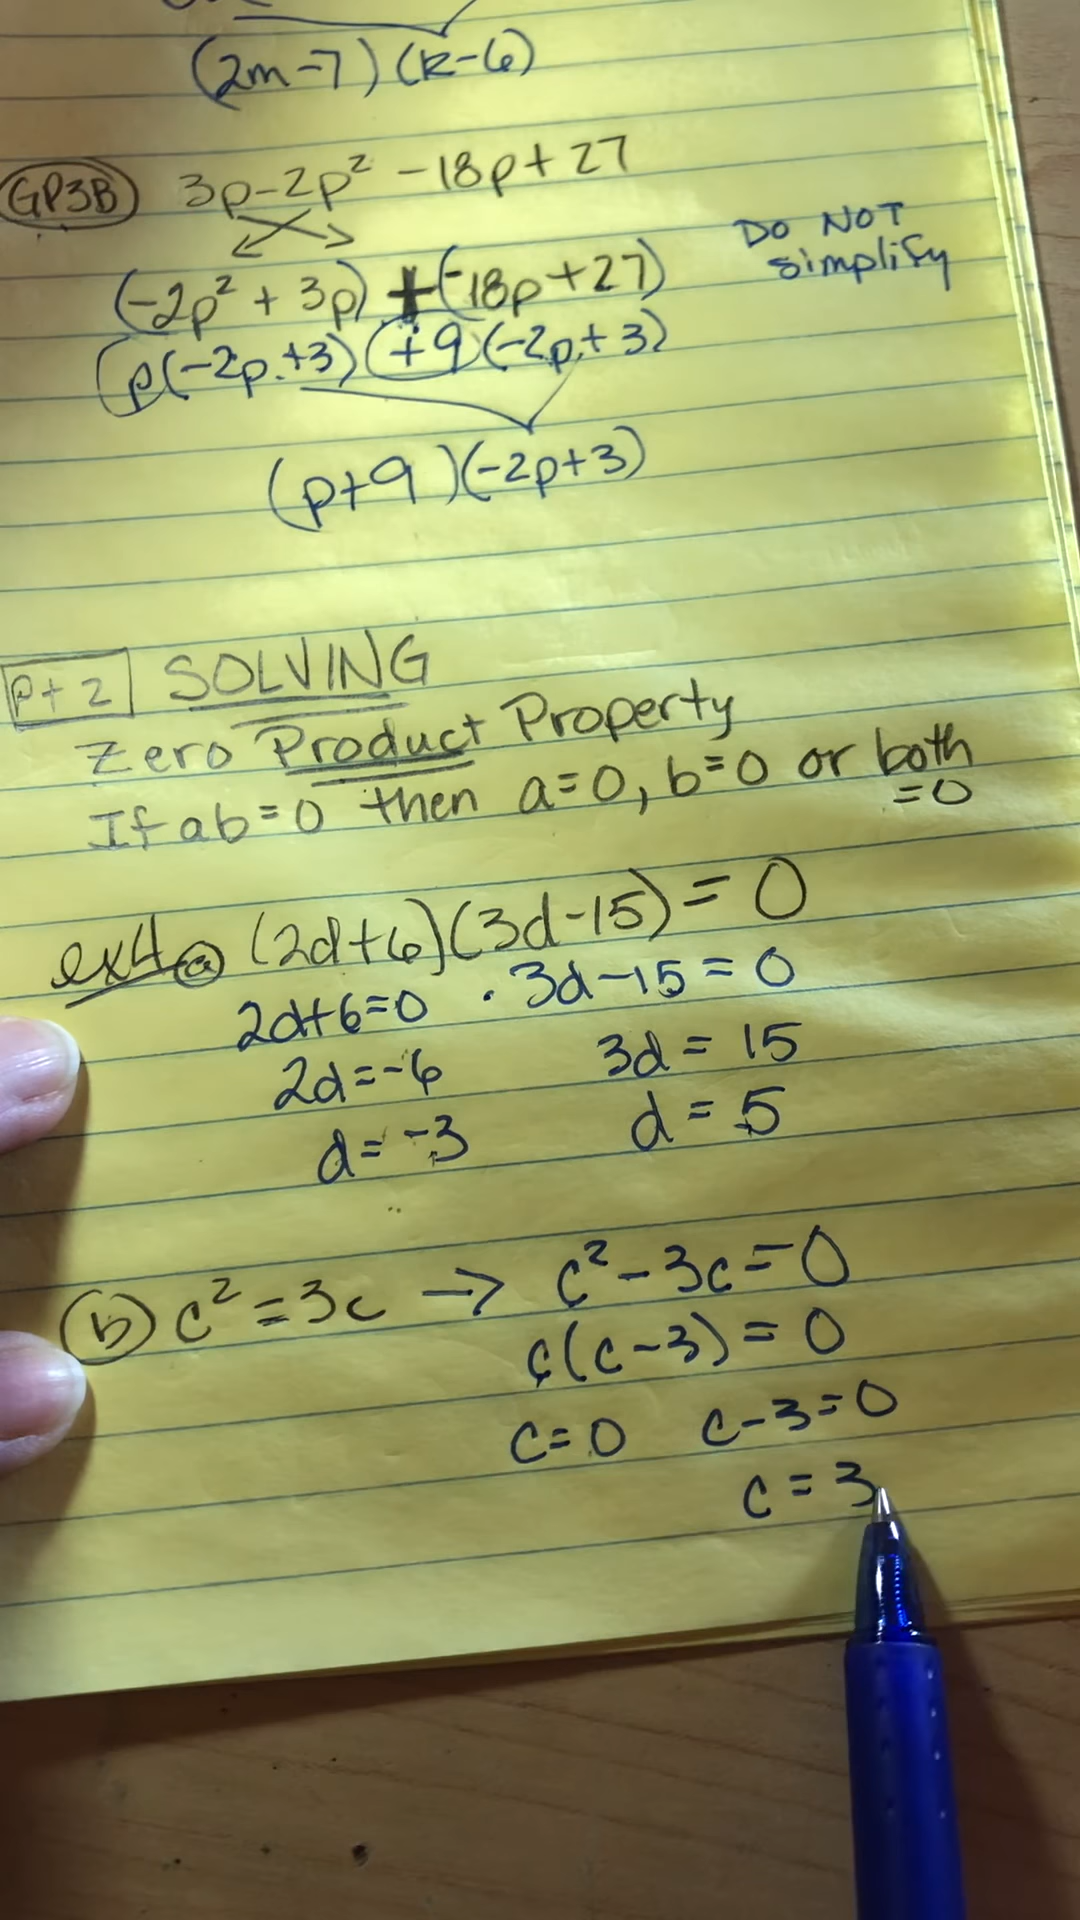 (2m-7)(k-6)
GP3B 3p-2p² -18p+27
Do NOT
simplify
(-2p² + 3p) + (-18p+27)
(p(-2p+3) (+9(-2p+3)
(p+9)(-2p+3)
Pt 2 SOLVING
Zero Product Property
If ab=0 then a=0, b=0 or both
=0
ex4 a (2d+6)(3d-15) = 0
2d+6=0 · 3d-15=0
2d=-6 3d = 15
d=-3 d = 5
b) c² = 3c → c²-3c=0
c(c-3)=0
c=0 c-3=0
c=3